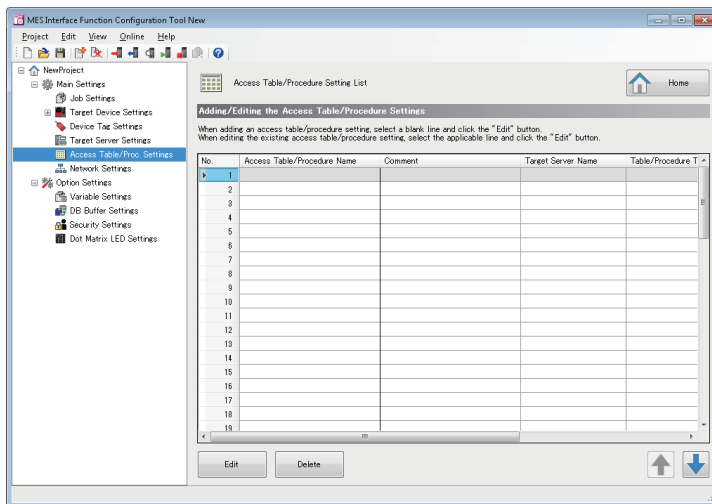 MES Interface Function Configuration Tool New
Project Edit View Online Help
NewProject
Main Settings
Job Settings
Target Device Settings
Device Tag Settings
Target Server Settings
Access Table/Proc. Settings
Network Settings
Option Settings
Variable Settings
DB Buffer Settings
Security Settings
Dot Matrix LED Settings
Access Table/Procedure Setting List
Home
Adding/Editing the Access Table/Procedure Settings
When adding an access table/procedure setting, select a blank line and click the "Edit" button.
When editing the existing access table/procedure setting, select the applicable line and click the "Edit" button.
No. Access Table/Procedure Name Comment Target Server Name Table/Procedure T
1
2
3
4
5
6
7
8
9
10
11
12
13
14
15
16
17
18
19
Edit Delete